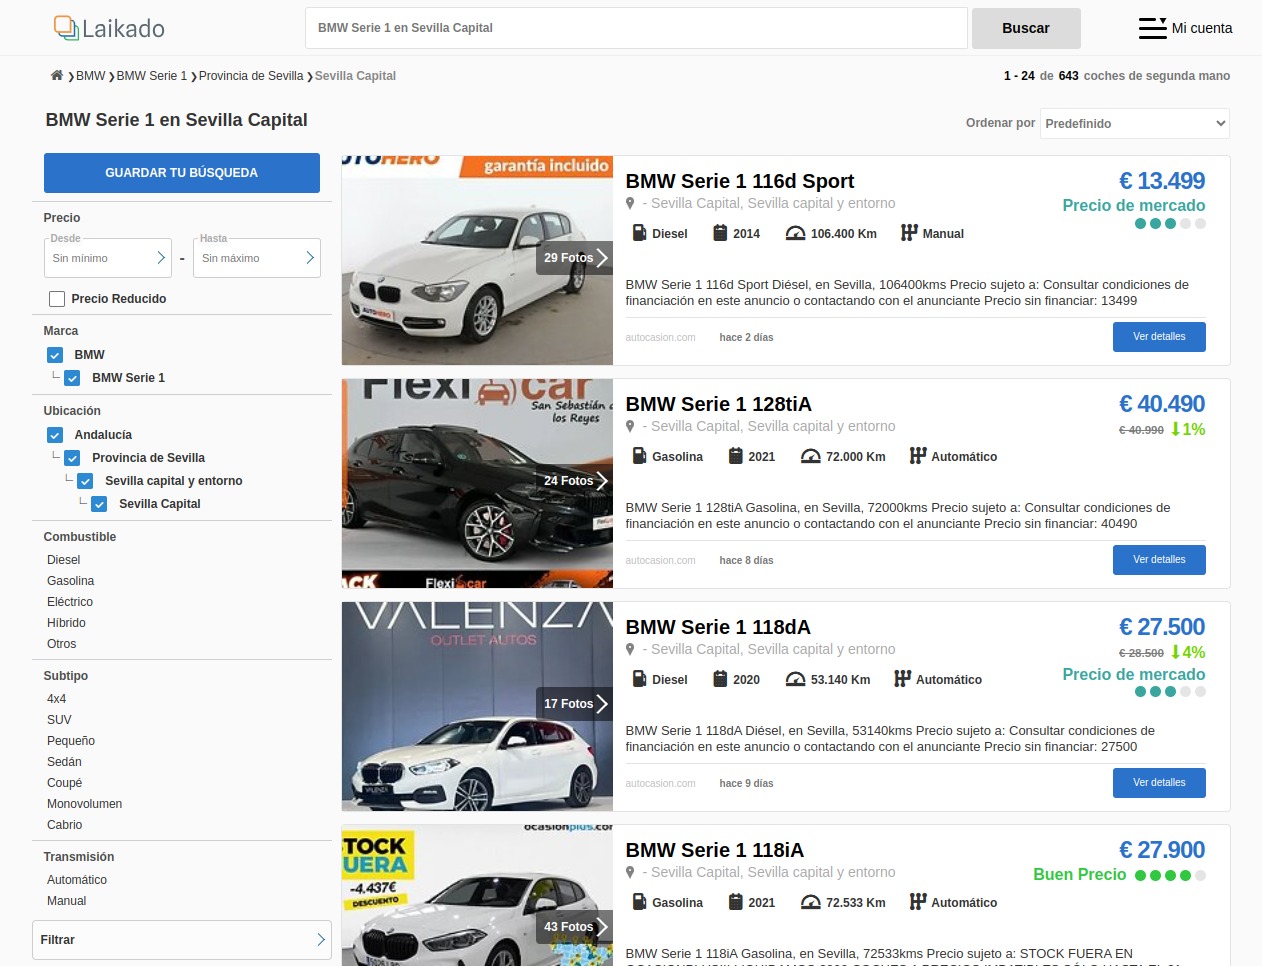 Laikado
BMW Serie 1 en Sevilla Capital
Buscar
Mi cuenta
❯BMW ❯BMW Serie 1 ❯Provincia de Sevilla ❯Sevilla Capital
1 - 24 de 643 coches de segunda mano
BMW Serie 1 en Sevilla Capital
Ordenar por Predefinido
GUARDAR TU BÚSQUEDA
Precio
Desde
Sin mínimo
-
Hasta
Sin máximo
Precio Reducido
Marca
BMW
BMW Serie 1
Ubicación
Andalucía
Provincia de Sevilla
Sevilla capital y entorno
Sevilla Capital
Combustible
Diesel
Gasolina
Eléctrico
Híbrido
Otros
Subtipo
4x4
SUV
Pequeño
Sedán
Coupé
Monovolumen
Cabrio
Transmisión
Automático
Manual
Filtrar
AUTOHERO
garantía incluido
AUTOHERO
29 Fotos
BMW Serie 1 116d Sport
- Sevilla Capital, Sevilla capital y entorno
Diesel 2014 106.400 Km Manual
€ 13.499
Precio de mercado
BMW Serie 1 116d Sport Diésel, en Sevilla, 106400kms Precio sujeto a: Consultar condiciones de
financiación en este anuncio o contactando con el anunciante Precio sin financiar: 13499
autocasion.com hace 2 días
Ver detalles
Flexicar
San Sebastián
los Reyes
24 Fotos
Flexicar
BMW Serie 1 128tiA
- Sevilla Capital, Sevilla capital y entorno
Gasolina 2021 72.000 Km Automático
€ 40.490
€ 40.990 1%
BMW Serie 1 128tiA Gasolina, en Sevilla, 72000kms Precio sujeto a: Consultar condiciones de
financiación en este anuncio o contactando con el anunciante Precio sin financiar: 40490
autocasion.com hace 8 días
Ver detalles
VALENZA
OUTLET AUTOS
17 Fotos
VALENZA
BMW Serie 1 118dA
- Sevilla Capital, Sevilla capital y entorno
Diesel 2020 53.140 Km Automático
€ 27.500
€ 28.500 4%
Precio de mercado
BMW Serie 1 118dA Diésel, en Sevilla, 53140kms Precio sujeto a: Consultar condiciones de
financiación en este anuncio o contactando con el anunciante Precio sin financiar: 27500
autocasion.com hace 9 días
Ver detalles
ocasionplus.com
STOCK
FUERA
-4.437€
DESCUENTO
43 Fotos
BMW Serie 1 118iA
- Sevilla Capital, Sevilla capital y entorno
Gasolina 2021 72.533 Km Automático
€ 27.900
Buen Precio
BMW Serie 1 118iA Gasolina, en Sevilla, 72533kms Precio sujeto a: STOCK FUERA EN